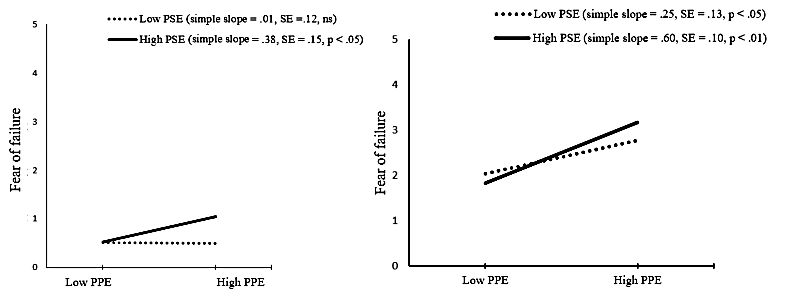 Low PSE (simple slope = .01, SE = .12, ns)
High PSE (simple slope = .38, SE = .15, p < .05)
5
4
3
2
1
0
Fear of failure
Low PPE
High PPE
Low PSE (simple slope = .25, SE = .13, p < .05)
High PSE (simple slope = .60, SE = .10, p < .01)
5
4
3
2
1
0
Fear of failure
Low PPE
High PPE